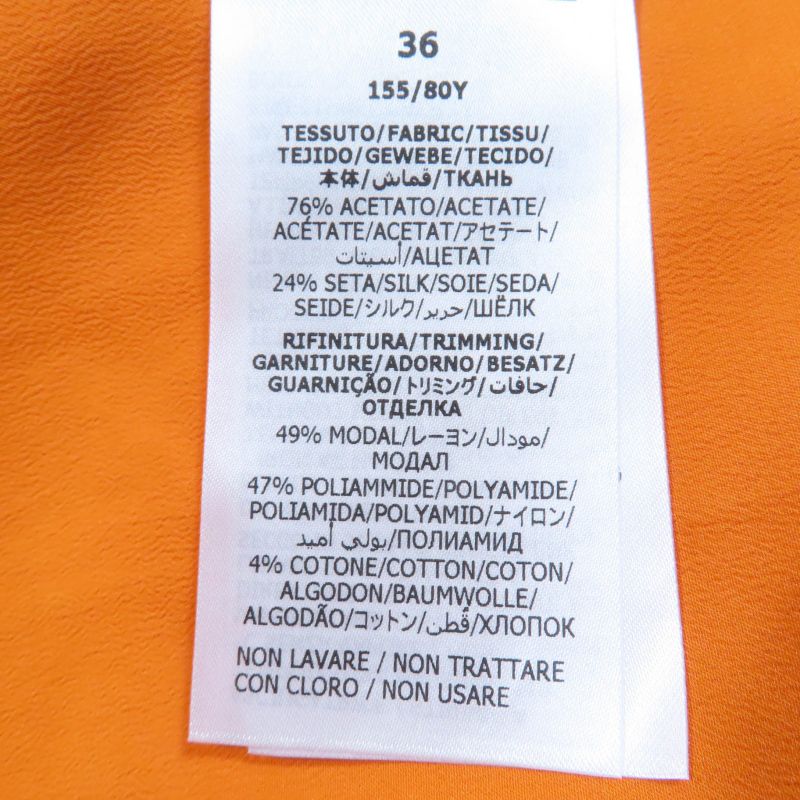 36
155/80Y
TESSUTO/FABRIC/TISSU/
TEJIDO/GEWEBE/TECIDO/
本体/قماش/ТКАНЬ
76% ACETATO/ACETATE/
ACÉTATE/ACETAT/アセテート/
أسيتات/АЦЕТАТ
24% SETA/SILK/SOIE/SEDA/
SEIDE/シルク/حرير/ШЁЛК
RIFINITURA/TRIMMING/
GARNITURE/ADORNO/BESATZ/
GUARNIÇÃO/トリミング/حافات/
ОТДЕЛКА
49% MODAL/レーヨン/مودال/
МОДАЛ
47% POLIAMMIDE/POLYAMIDE/
POLIAMIDA/POLYAMID/ナイロン/
بولي أميد/ПОЛИАМИД
4% COTONE/COTTON/COTON/
ALGODON/BAUMWOLLE/
ALGODÃO/コットン/قُطن/ХЛОПОК
NON LAVARE / NON TRATTARE
CON CLORO / NON USARE